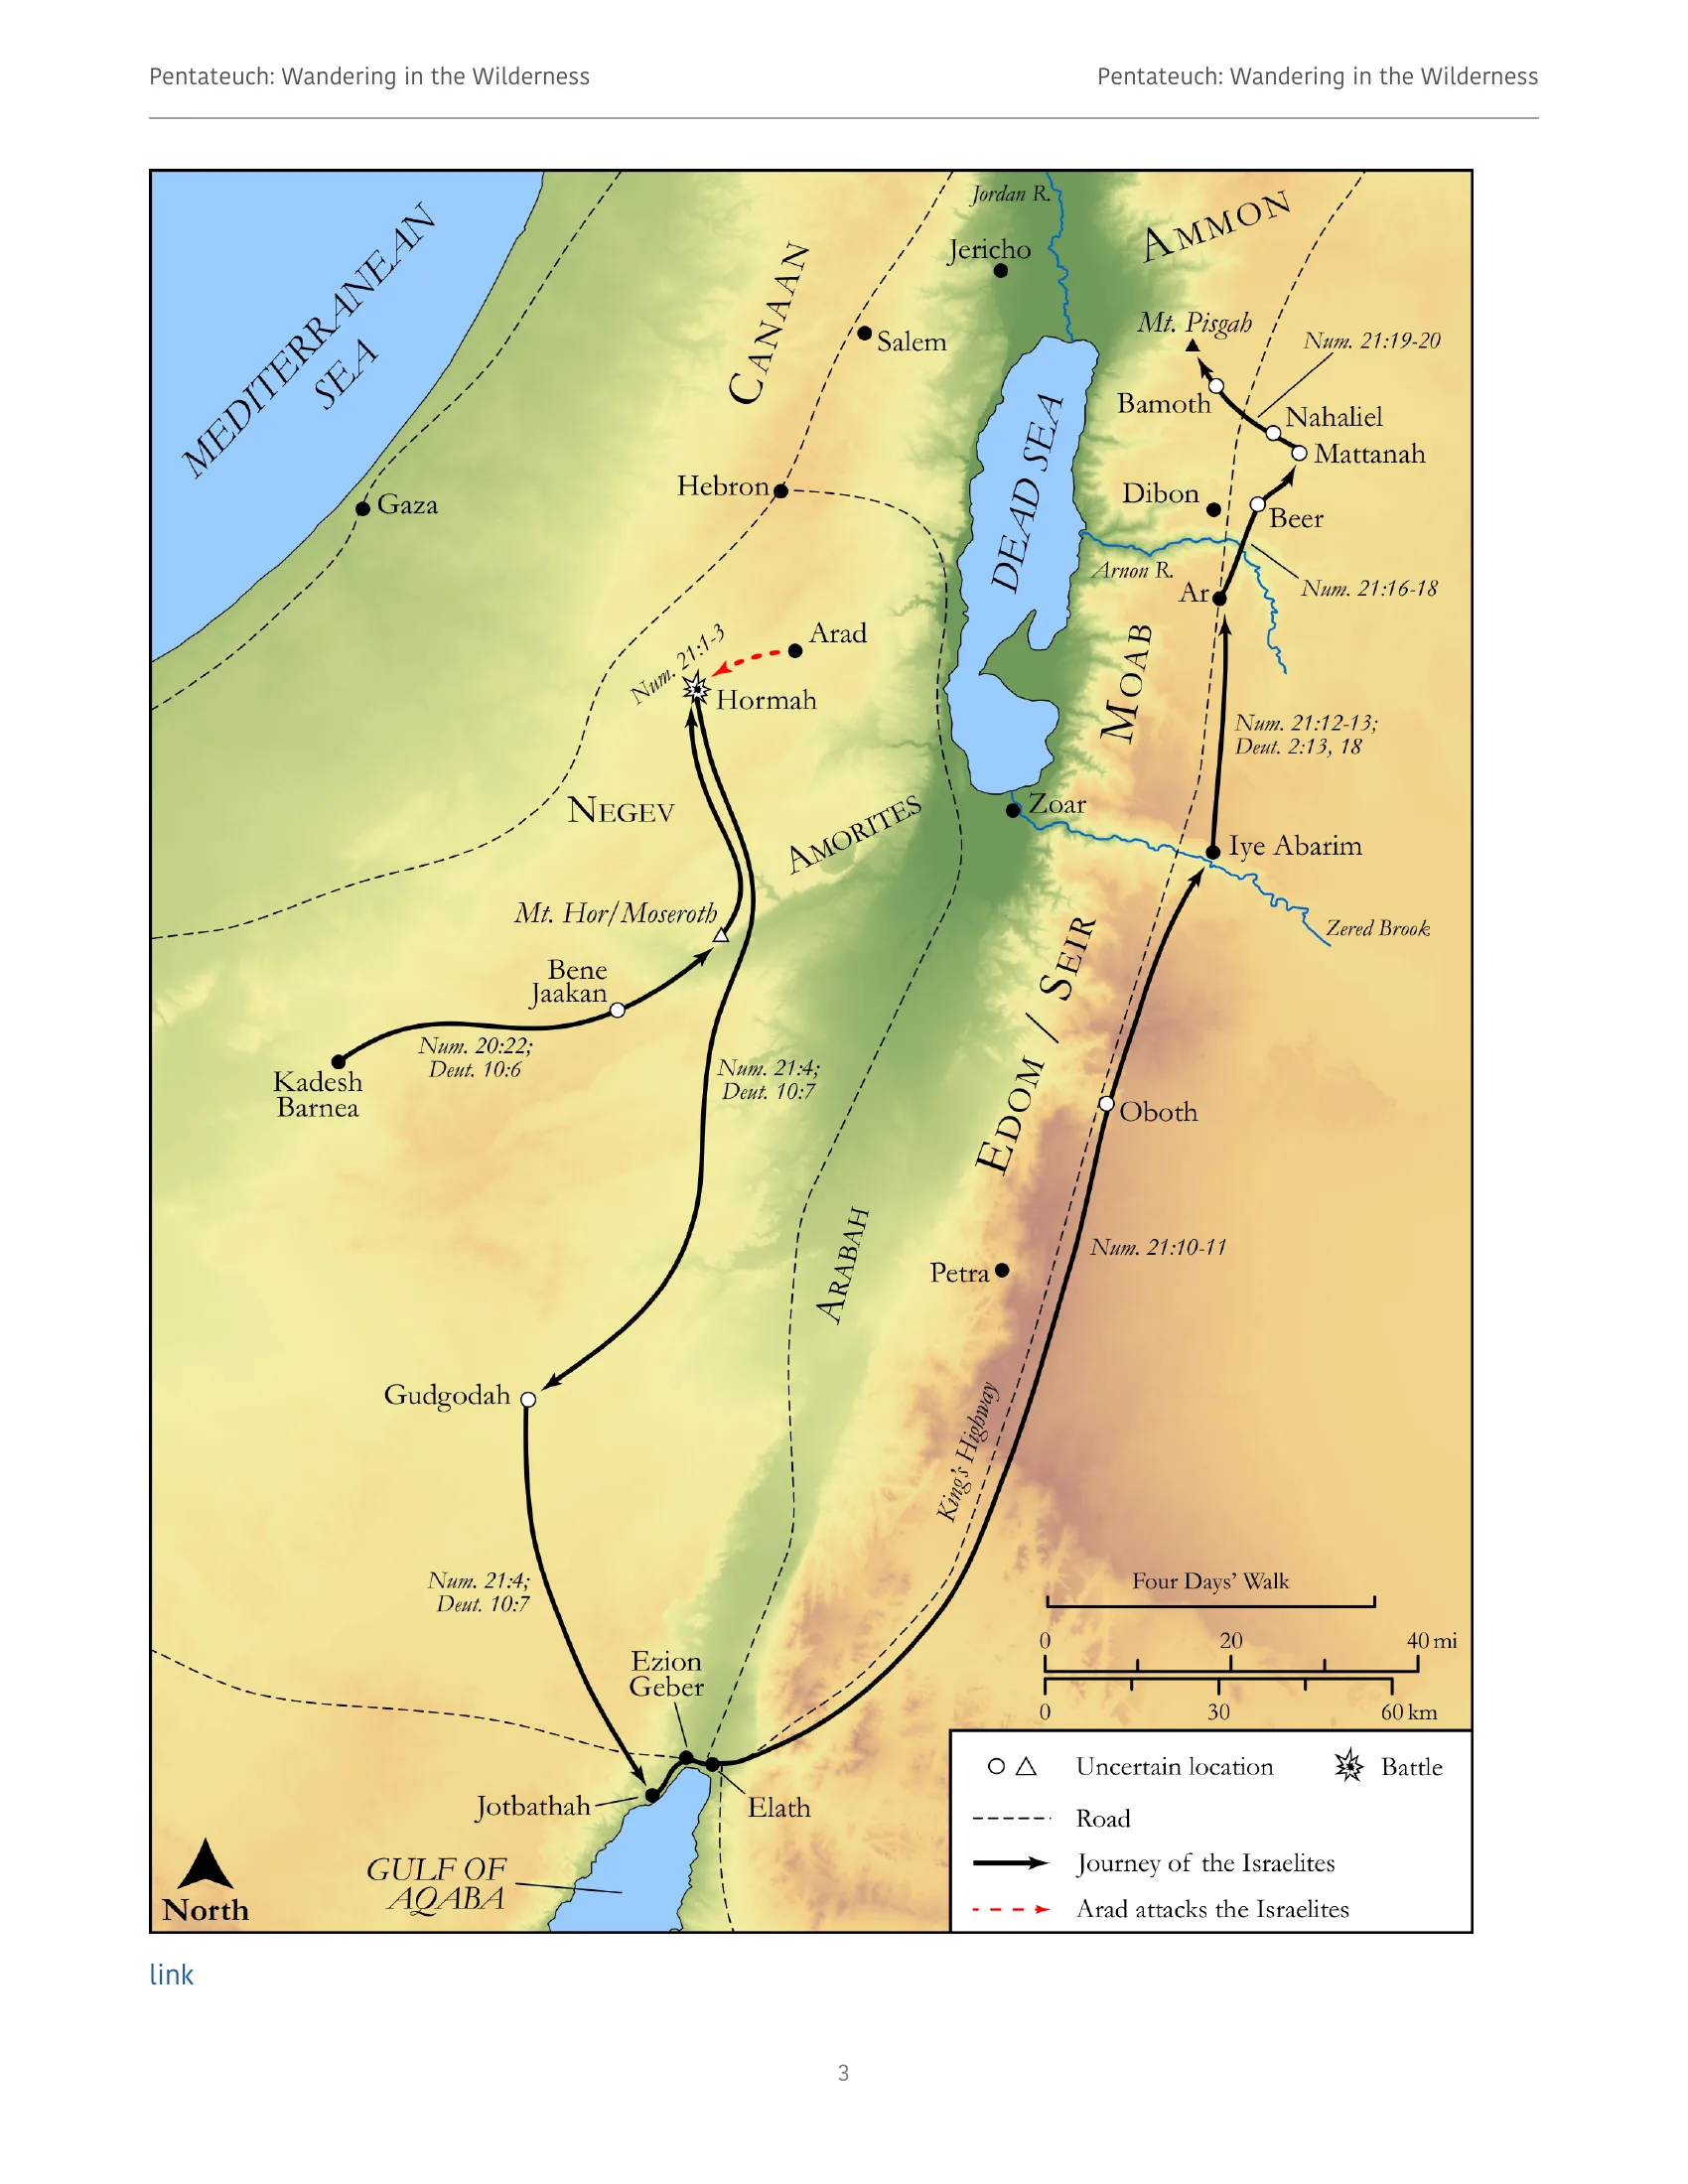 Pentateuch: Wandering in the Wilderness
Pentateuch: Wandering in the Wilderness
MEDITERRANEAN
SEA
CANAAN
Jordan R.
Jericho
AMMON
Salem
Mt. Pisgah
Num. 21:19-20
Bamoth
Nahaliel
Mattanah
DEAD SEA
Hebron
Gaza
Dibon
Beer
Arnon R.
Num. 21:16-18
Ar
Arad
Num. 21:1-3
Hormah
MOAB
Num. 21:12-13;
Deut. 2:13, 18
NEGEV
AMORITES
Zoar
Iye Abarim
Mt. Hor/Moseroth
Zered Brook
Bene
Jaakan
EDOM / SEIR
Num. 20:22;
Deut. 10:6
Kadesh
Barnea
Num. 21:4;
Deut. 10:7
Oboth
ARABAH
Num. 21:10-11
Petra
Gudgodah
King's Highway
Num. 21:4;
Deut. 10:7
Four Days' Walk
0 20 40 mi
0 30 60 km
Ezion
Geber
Jotbathah
Elath
GULF OF
AQABA
North
Uncertain location
Battle
Road
Journey of the Israelites
Arad attacks the Israelites
link
3